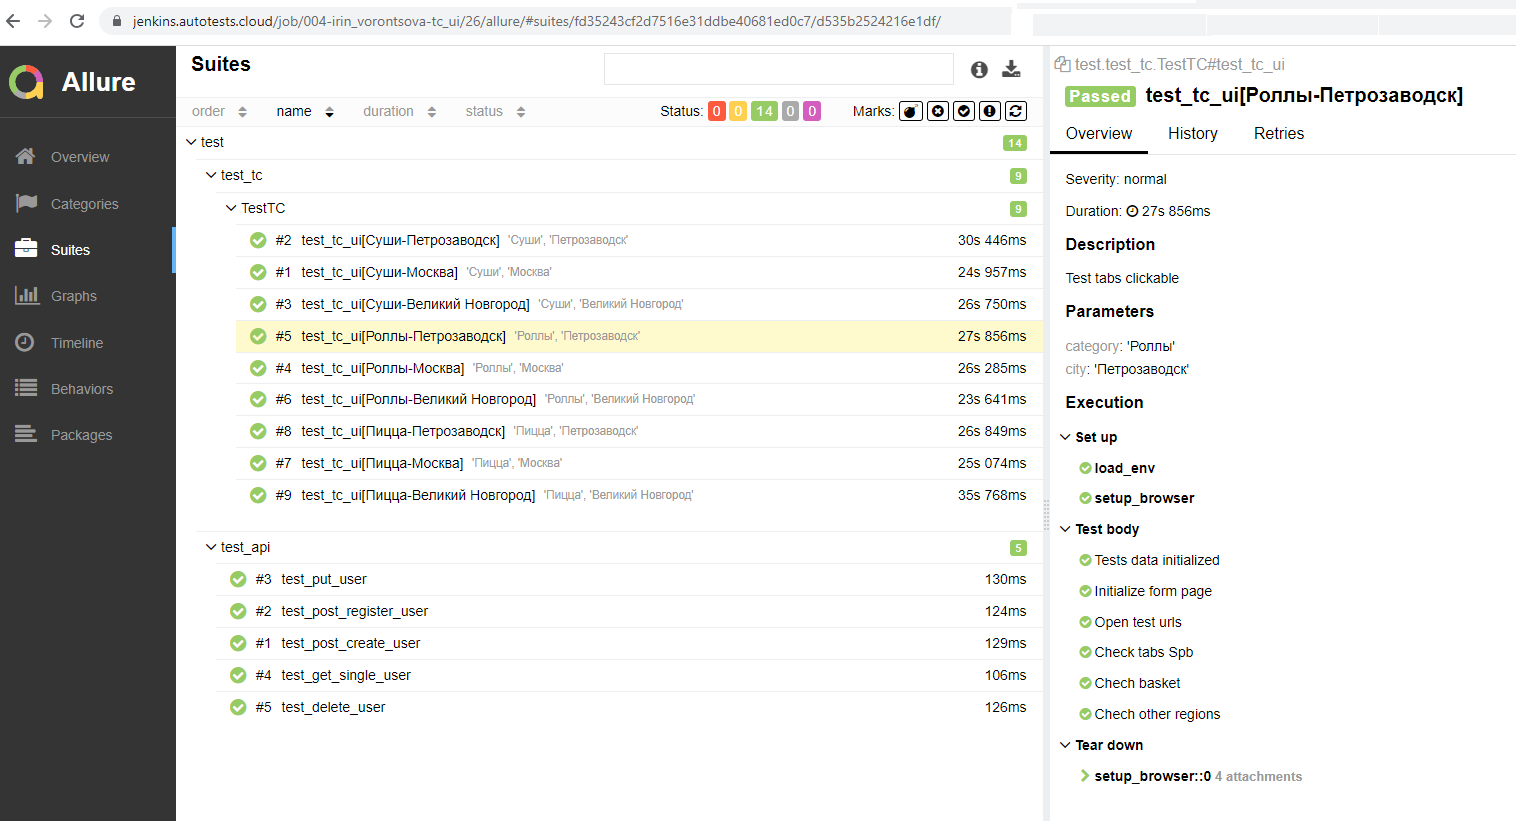 jenkins.autotests.cloud/job/004-irin_vorontsova-tc_ui/26/allure/#suites/fd35243cf2d7516e31ddbe40681ed0c7/d535b2524216e1df/
Allure
Overview
Categories
Suites
Graphs
Timeline
Behaviors
Packages
Suites
order name duration status Status: 0 0 14 0 0 Marks:
test 14
test_tc 9
TestTC 9
#2 test_tc_ui[Суши-Петрозаводск] 'Суши', 'Петрозаводск' 30s 446ms
#1 test_tc_ui[Суши-Москва] 'Суши', 'Москва' 24s 957ms
#3 test_tc_ui[Суши-Великий Новгород] 'Суши', 'Великий Новгород' 26s 750ms
#5 test_tc_ui[Роллы-Петрозаводск] 'Роллы', 'Петрозаводск' 27s 856ms
#4 test_tc_ui[Роллы-Москва] 'Роллы', 'Москва' 26s 285ms
#6 test_tc_ui[Роллы-Великий Новгород] 'Роллы', 'Великий Новгород' 23s 641ms
#8 test_tc_ui[Пицца-Петрозаводск] 'Пицца', 'Петрозаводск' 26s 849ms
#7 test_tc_ui[Пицца-Москва] 'Пицца', 'Москва' 25s 074ms
#9 test_tc_ui[Пицца-Великий Новгород] 'Пицца', 'Великий Новгород' 35s 768ms
test_api 5
#3 test_put_user 130ms
#2 test_post_register_user 124ms
#1 test_post_create_user 129ms
#4 test_get_single_user 106ms
#5 test_delete_user 126ms
test.test_tc.TestTC#test_tc_ui
Passed test_tc_ui[Роллы-Петрозаводск]
Overview History Retries
Severity: normal
Duration: 27s 856ms
Description
Test tabs clickable
Parameters
category: 'Роллы'
city: 'Петрозаводск'
Execution
Set up
load_env
setup_browser
Test body
Tests data initialized
Initialize form page
Open test urls
Check tabs Spb
Chech basket
Chech other regions
Tear down
setup_browser::0 4 attachments